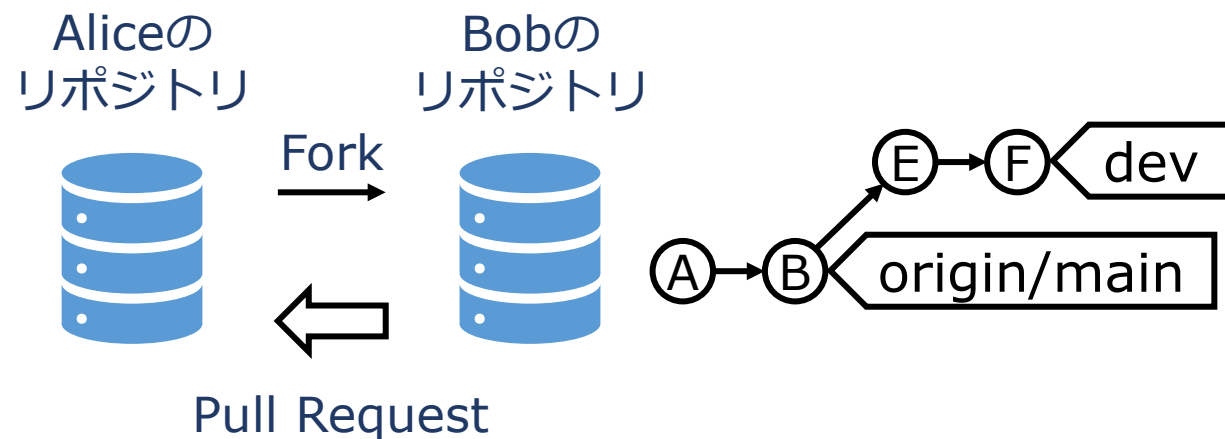 Aliceの
リポジトリ
Bobの
リポジトリ
Fork
Pull Request
E
F
dev
A
B
origin/main